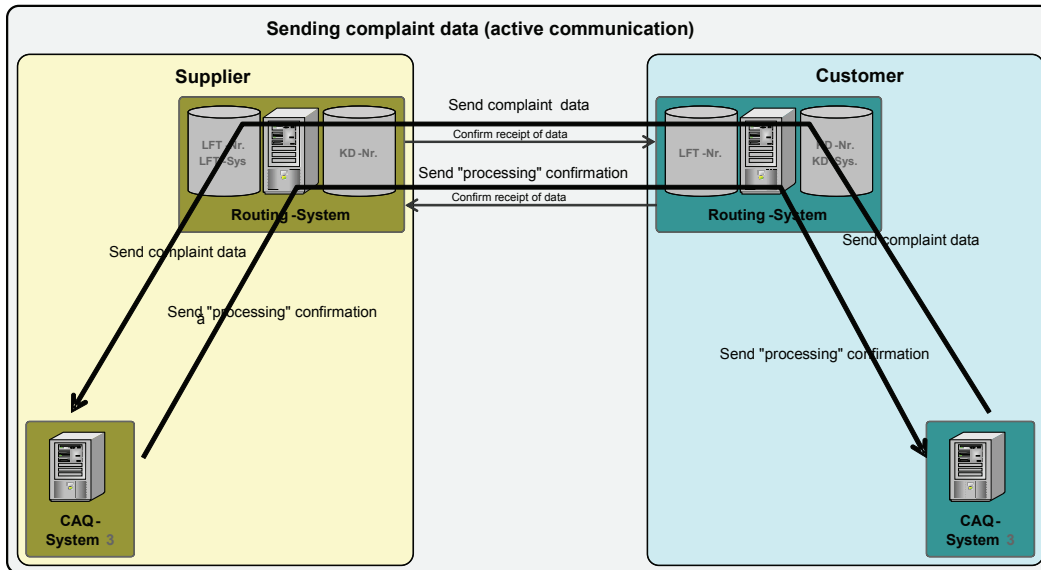 Sending complaint data (active communication)
Supplier
Customer
Send complaint data
Confirm receipt of data
Send "processing" confirmation
Confirm receipt of data
LFT -Nr.
LFT -Sys
KD -Nr.
Routing -System
LFT -Nr.
KD -Nr.
KD -Sys.
Routing -System
Send complaint data
Send "processing" confirmation
a
Send complaint data
Send "processing" confirmation
CAQ-
System 3
CAQ-
System 3